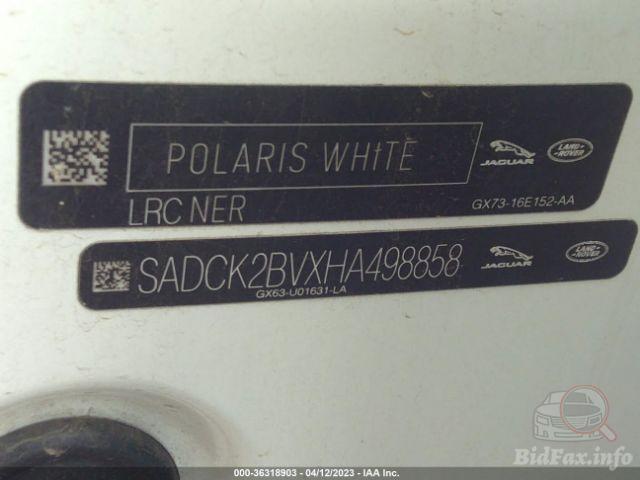 POLARIS WHITE
JAGUAR
LAND-ROVER
LRC NER
GX73-16E152-AA
SADCK2BVXHA498858
JAGUAR
LAND-ROVER
GX63-U01631-LA
BidFax.info
000-36318903 - 04/12/2023 - IAA Inc.